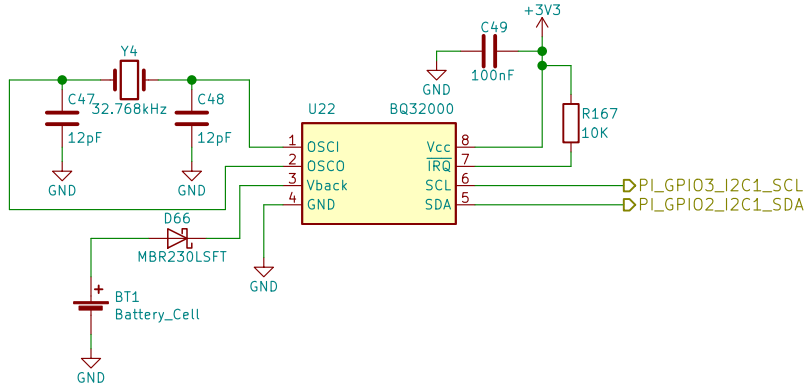 +3V3
C49
100nF
GND
Y4
32.768kHz
C47
12pF
C48
12pF
GND
GND
R167
10K
U22
BQ32000
1 OSCI
2 OSCO
3 Vback
4 GND
Vcc 8
IRQ 7
SCL 6
SDA 5
PI_GPIO3_I2C1_SCL
PI_GPIO2_I2C1_SDA
D66
MBR230LSFT
GND
+
BT1
Battery_Cell
GND